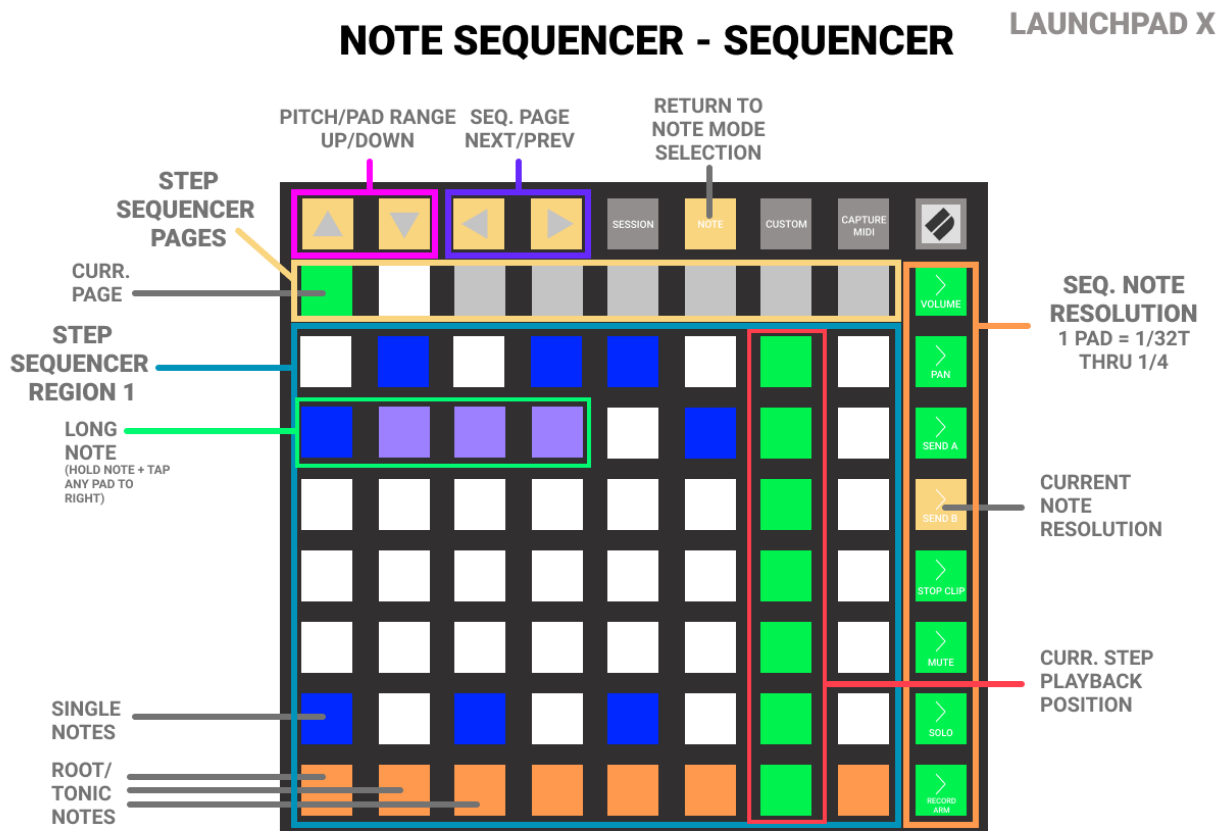 NOTE SEQUENCER - SEQUENCER
LAUNCHPAD X
PITCH/PAD RANGE
UP/DOWN
SEQ. PAGE
NEXT/PREV
RETURN TO
NOTE MODE
SELECTION
STEP
SEQUENCER
PAGES
SESSION
NOTE
CUSTOM
CAPTURE
MIDI
CURR.
PAGE
VOLUME
SEQ. NOTE
RESOLUTION
1 PAD = 1/32T
THRU 1/4
STEP
SEQUENCER
REGION 1
PAN
LONG
NOTE
(HOLD NOTE + TAP
ANY PAD TO
RIGHT)
SEND A
SEND B
CURRENT
NOTE
RESOLUTION
STOP CLIP
MUTE
CURR. STEP
PLAYBACK
POSITION
SINGLE
NOTES
SOLO
ROOT/
TONIC
NOTES
RECORD
ARM